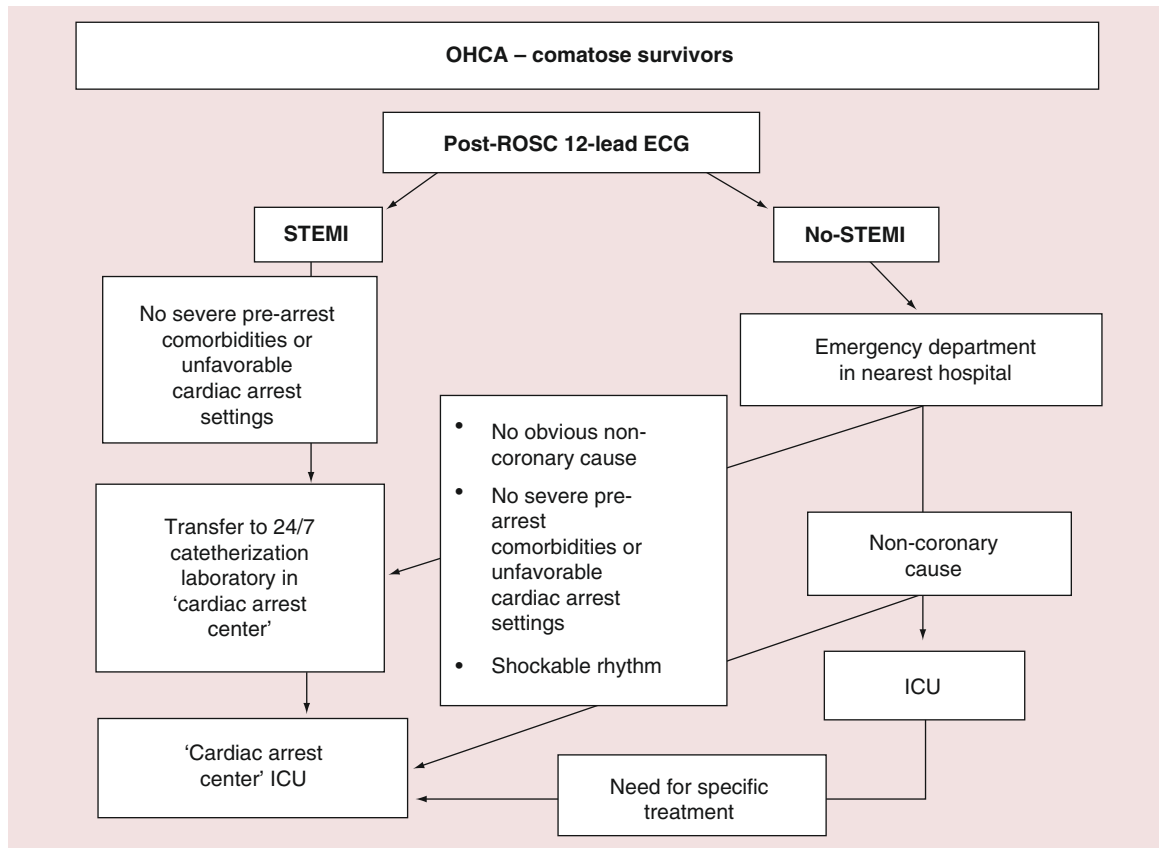 OHCA – comatose survivors
Post-ROSC 12-lead ECG
STEMI
No-STEMI
No severe pre-arrest
comorbidities or
unfavorable
cardiac arrest
settings
Emergency department
in nearest hospital
• No obvious non-
coronary cause
• No severe pre-
arrest
comorbidities or
unfavorable
cardiac arrest
settings
• Shockable rhythm
Transfer to 24/7
catetherization
laboratory in
‘cardiac arrest
center’
Non-coronary
cause
ICU
‘Cardiac arrest
center’ ICU
Need for specific
treatment